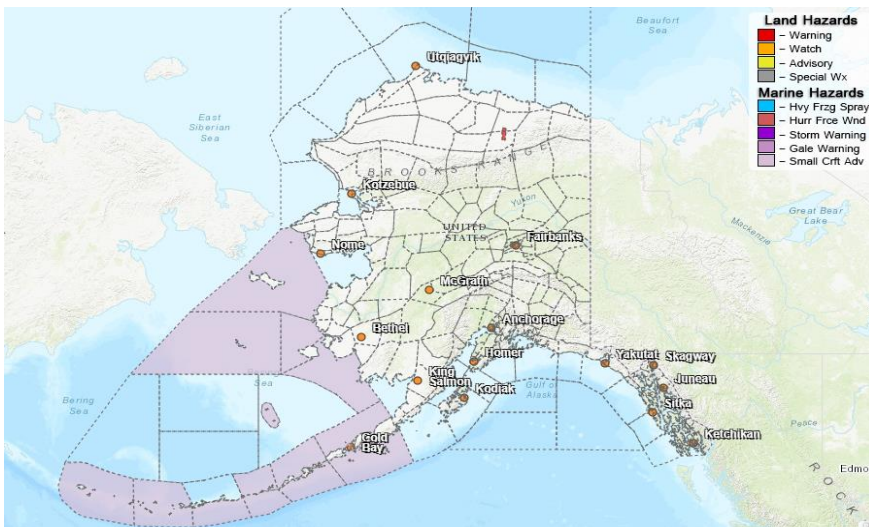 Beaufort
Sea
Land Hazards
– Warning
– Watch
– Advisory
– Special Wx
Marine Hazards
– Hvy Frzg Spray
– Hurr Frce Wnd
– Storm Warning
– Gale Warning
– Small Crft Adv
Utqiagvik
East
Siberian
Sea
BROOKS RANGE
Kotzebue
Yukon
Great Bear
Lake
Mackenzie
UNITED
STATES
Nome
Fairbanks
McGrath
Anchorage
Bethel
Homer
Yakutat
Skagway
King
Salmon
Kodiak
Gulf of
Alaska
Juneau
Sitka
Bering
Sea
Sea
Peace
Cold
Bay
Ketchikan
Edmo
ROCK